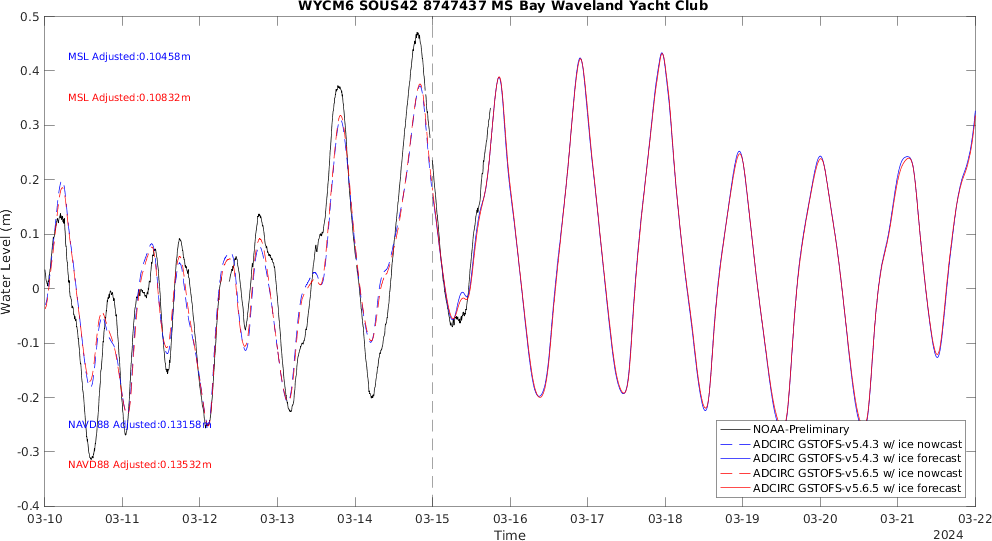 WYCM6 SOUS42 8747437 MS Bay Waveland Yacht Club
0.5
0.4
0.3
0.2
0.1
0
-0.1
-0.2
-0.3
-0.4
Water Level (m)
MSL Adjusted:0.10458m
MSL Adjusted:0.10832m
NAVD88 Adjusted:0.13158m
NAVD88 Adjusted:0.13532m
NOAA-Preliminary
ADCIRC GSTOFS-v5.4.3 w/ ice nowcast
ADCIRC GSTOFS-v5.4.3 w/ ice forecast
ADCIRC GSTOFS-v5.6.5 w/ ice nowcast
ADCIRC GSTOFS-v5.6.5 w/ ice forecast
03-10 03-11 03-12 03-13 03-14 03-15 03-16 03-17 03-18 03-19 03-20 03-21 03-22
Time
2024